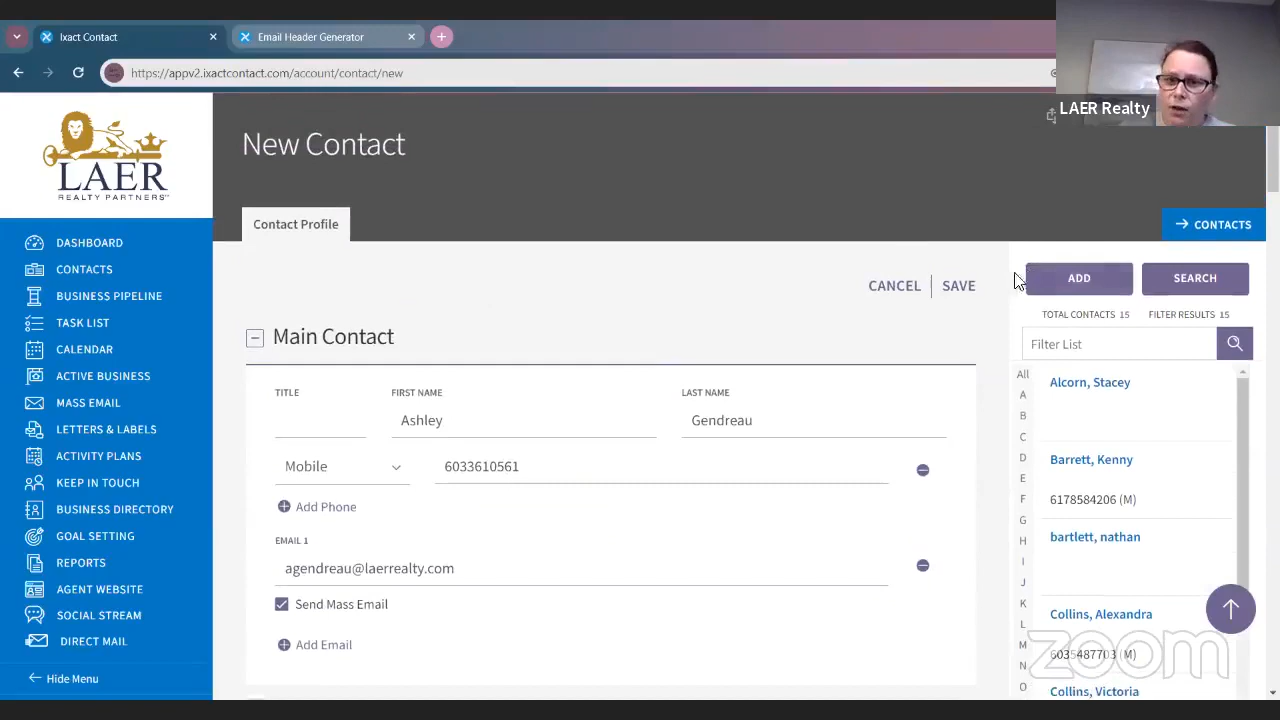 Ixact Contact
Email Header Generator
https://appv2.ixactcontact.com/account/contact/new
LAER Realty
LAER
REALTY PARTNERS
New Contact
Contact Profile
CONTACTS
DASHBOARD
CONTACTS
BUSINESS PIPELINE
TASK LIST
CALENDAR
ACTIVE BUSINESS
MASS EMAIL
LETTERS & LABELS
ACTIVITY PLANS
KEEP IN TOUCH
BUSINESS DIRECTORY
GOAL SETTING
REPORTS
AGENT WEBSITE
SOCIAL STREAM
DIRECT MAIL
Hide Menu
CANCEL SAVE
Main Contact
TITLE FIRST NAME LAST NAME
Ashley Gendreau
Mobile 6033610561
Add Phone
EMAIL 1
agendreau@laerrealty.com
Send Mass Email
Add Email
ADD SEARCH
TOTAL CONTACTS 15 FILTER RESULTS 15
Filter List
All
A
B
C
D
E
F
G
H
I
J
K
L
M
N
O
Alcorn, Stacey
Barrett, Kenny
6178584206 (M)
bartlett, nathan
Collins, Alexandra
6035487703 (M)
Collins, Victoria
zoom